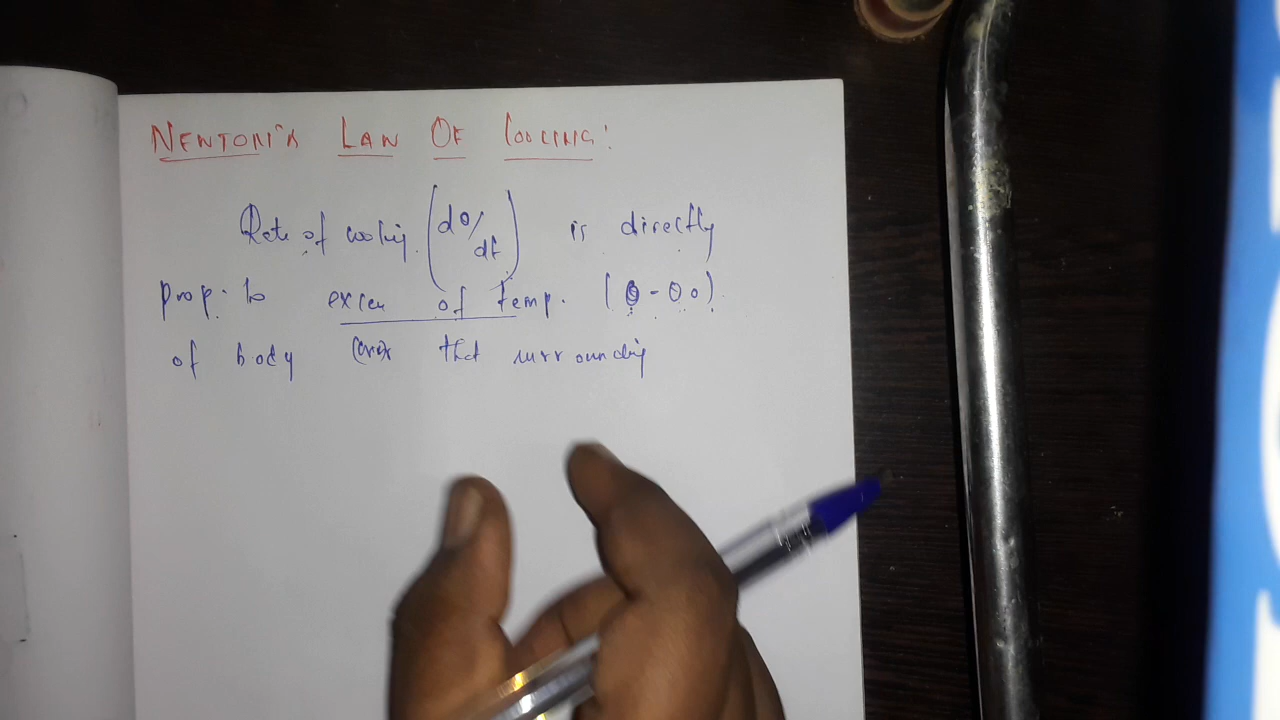 NEWTON'S LAW OF COOLING:
Rate of cooling (dθ/dt) is directly
prop. to excess of temp. (θ - θo)
of body over that surrounding